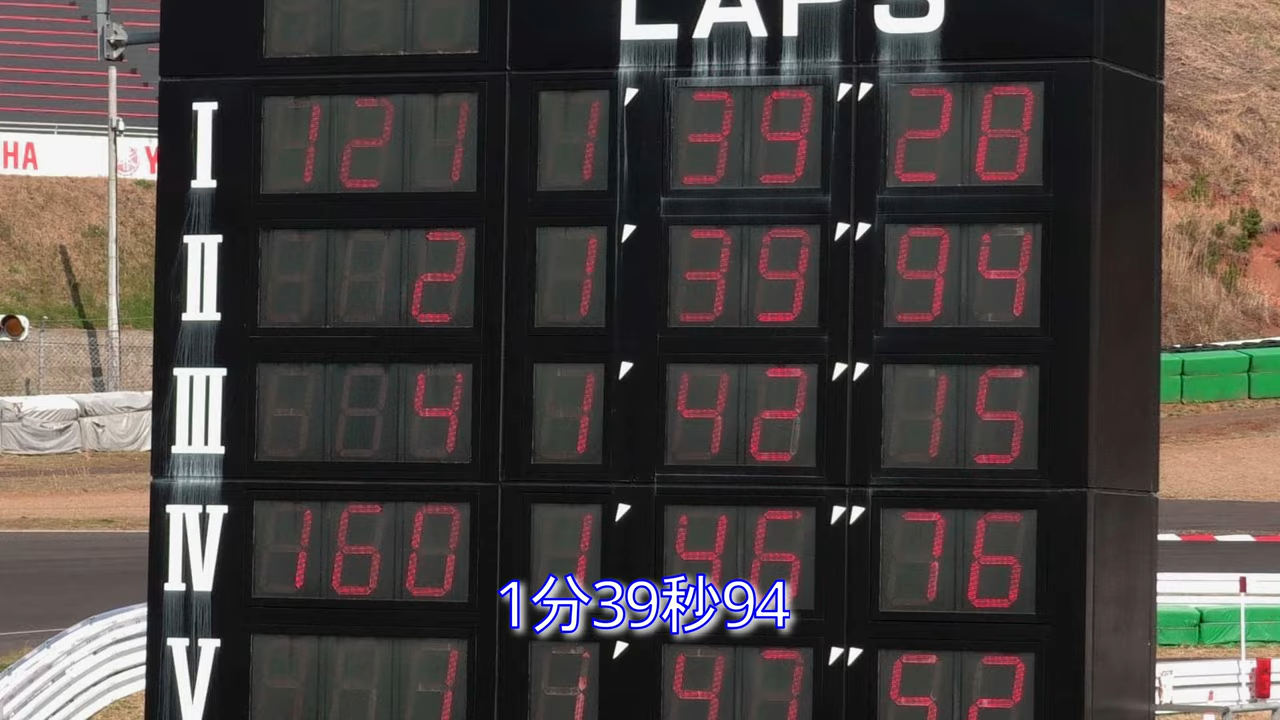 LAPS
HA Y
I 121 1′ 39″ 28
II 2 1′ 39″ 94
III 4 1′ 42″ 15
IV 160 1′ 46″ 76
1分39秒94
V 1′ 47″ 52